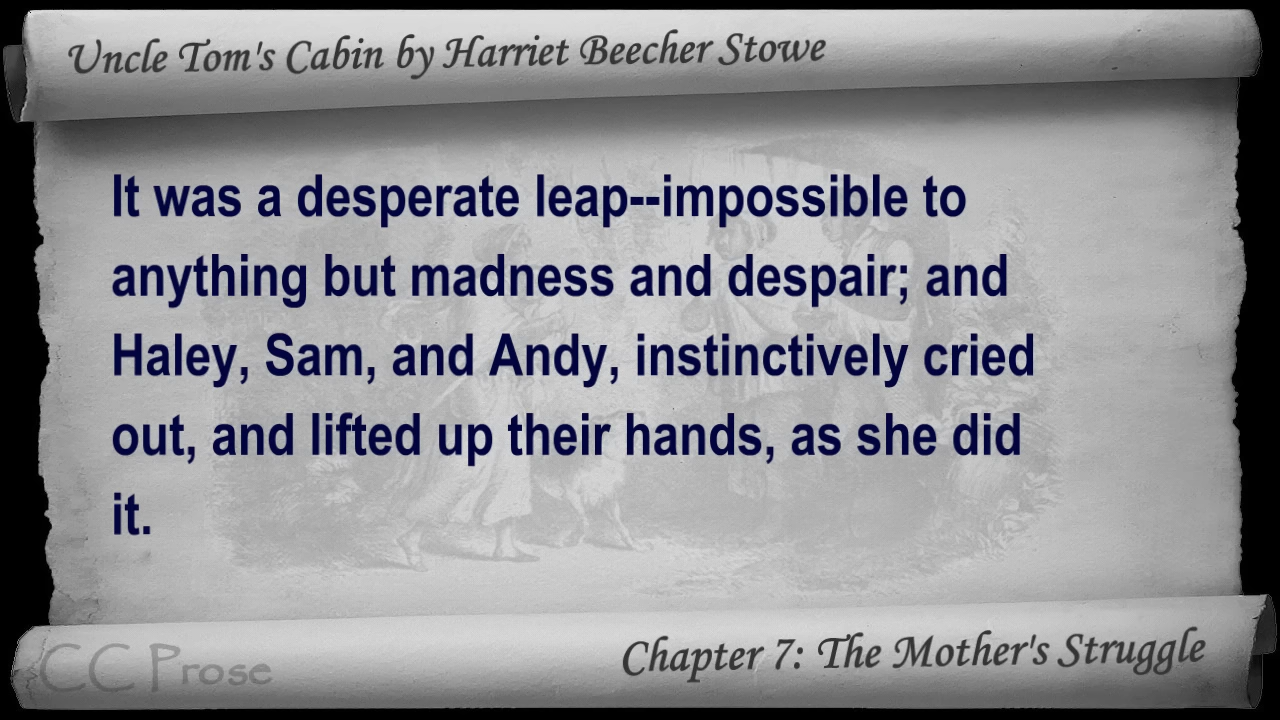 Uncle Tom's Cabin by Harriet Beecher Stowe
It was a desperate leap--impossible to
anything but madness and despair; and
Haley, Sam, and Andy, instinctively cried
out, and lifted up their hands, as she did
it.
CC Prose
Chapter 7: The Mother's Struggle